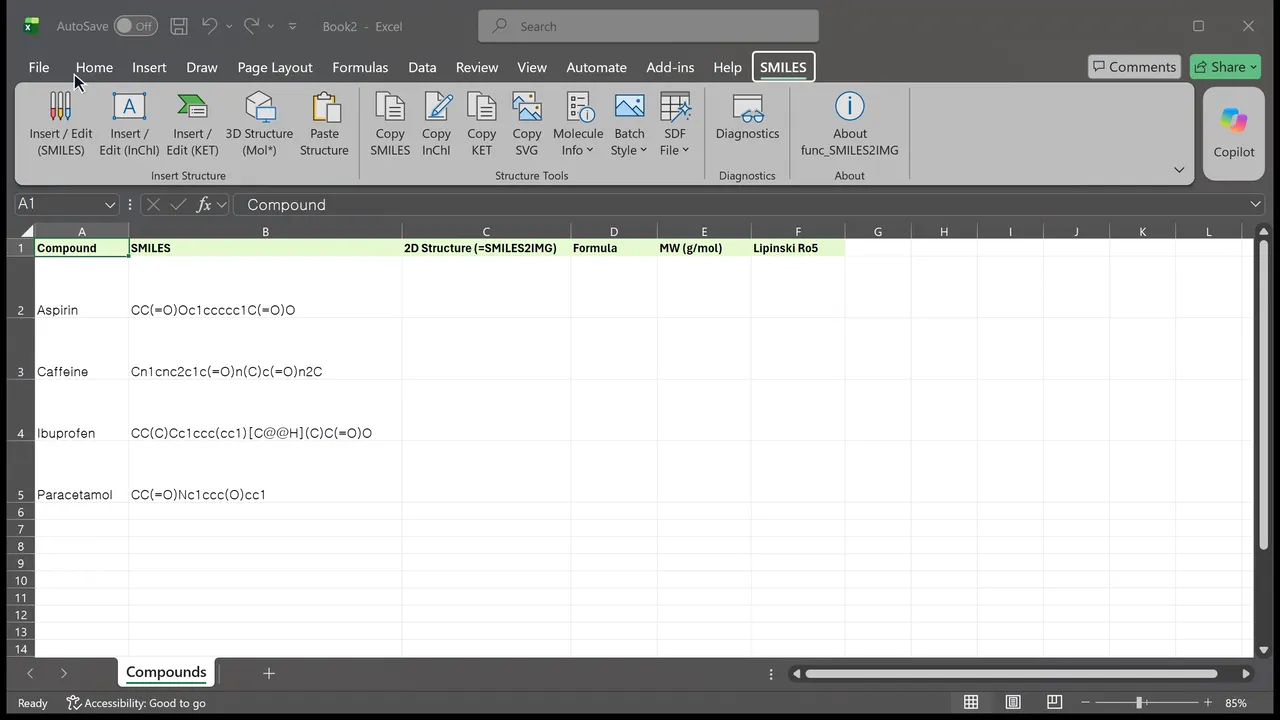 AutoSave Off Book2 - Excel Search
File Home Insert Draw Page Layout Formulas Data Review View Automate Add-ins Help SMILES Comments Share
Insert / Edit (SMILES)
Insert / Edit (InChI)
Insert / Edit (KET)
3D Structure (Mol*)
Paste Structure
Copy SMILES
Copy InChI
Copy KET
Copy SVG
Molecule Info
Batch Style
SDF File
Diagnostics
About func_SMILES2IMG
Copilot
Insert Structure Structure Tools Diagnostics About
A1 fx Compound
A B C D E F G H I J K L
1 Compound SMILES 2D Structure (=SMILES2IMG) Formula MW (g/mol) Lipinski Ro5
2 Aspirin CC(=O)Oc1ccccc1C(=O)O
3 Caffeine Cn1cnc2c1c(=O)n(C)c(=O)n2C
4 Ibuprofen CC(C)Cc1ccc(cc1)[C@@H](C)C(=O)O
5 Paracetamol CC(=O)Nc1ccc(O)cc1
6
7
8
9
10
11
12
13
14
Compounds
Ready Accessibility: Good to go 85%